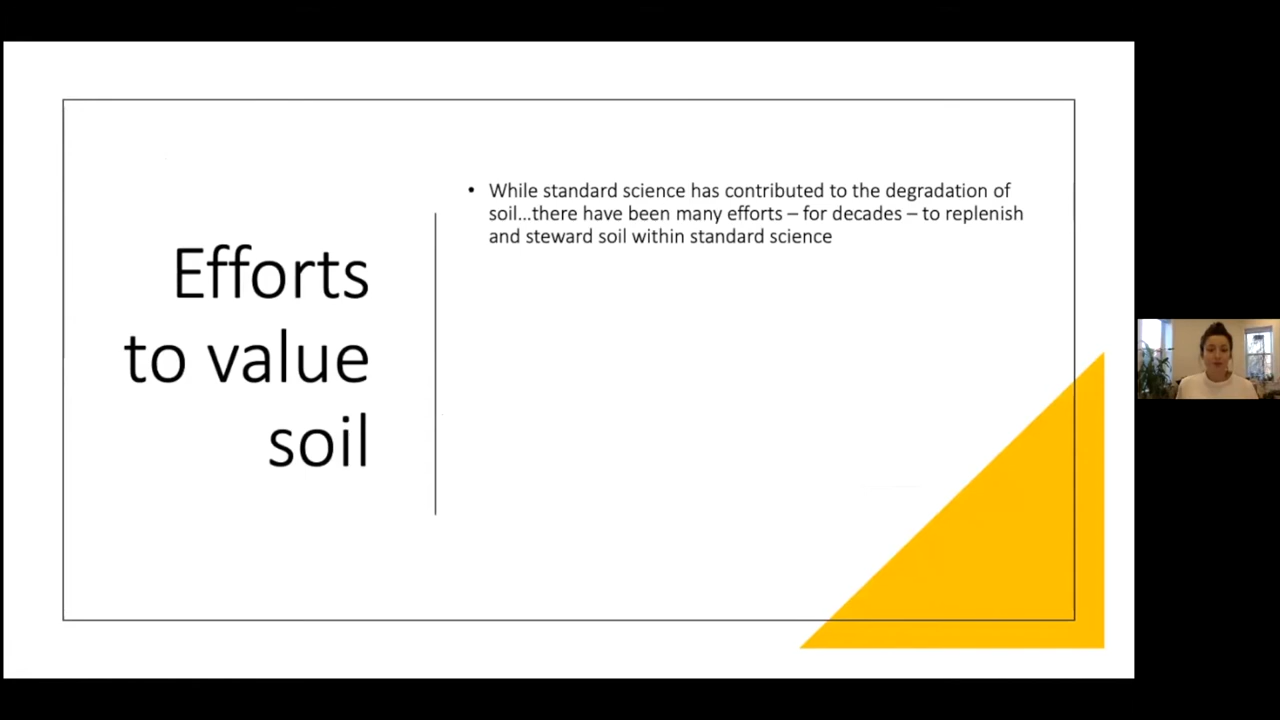 Efforts
to value
soil
• While standard science has contributed to the degradation of
soil...there have been many efforts – for decades – to replenish
and steward soil within standard science